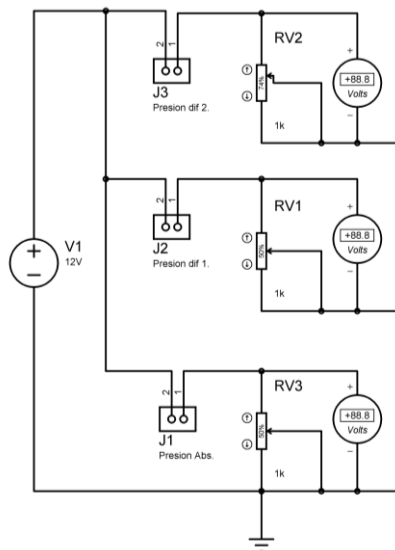 RV2
2
1
+
+88.8
Volts
−
74%
J3
Presion dif 2.
1k
RV1
2
1
+
+88.8
Volts
−
50%
J2
Presion dif 1.
1k
+
−
V1
12V
RV3
2
1
+
+88.8
Volts
−
50%
J1
Presion Abs.
1k